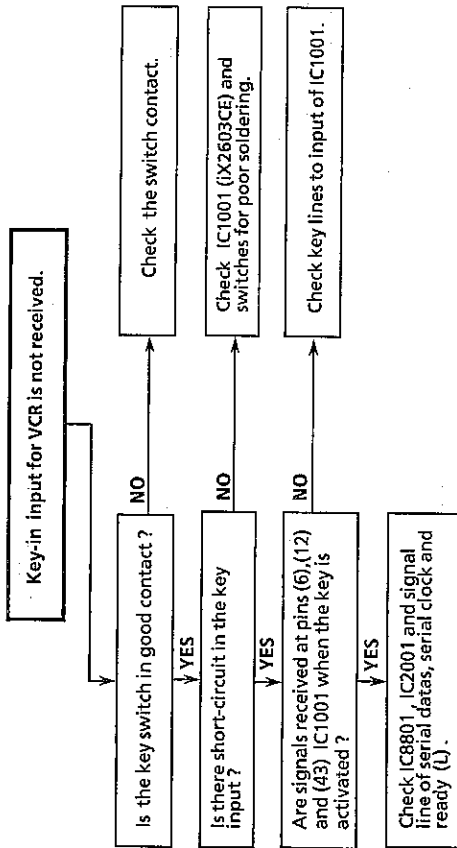 Key-in input for VCR is not received.
Is the key switch in good contact ?
NO
Check the switch contact.
YES
Is there short-circuit in the key
input ?
NO
Check IC1001 (iX2603CE) and
switches for poor soldering.
YES
Are signals received at pins (6),(12)
and (43) IC1001 when the key is
activated ?
NO
Check key lines to input of IC1001.
YES
Check IC8801, IC2001 and signal
line of serial datas, serial clock and
ready (L) .